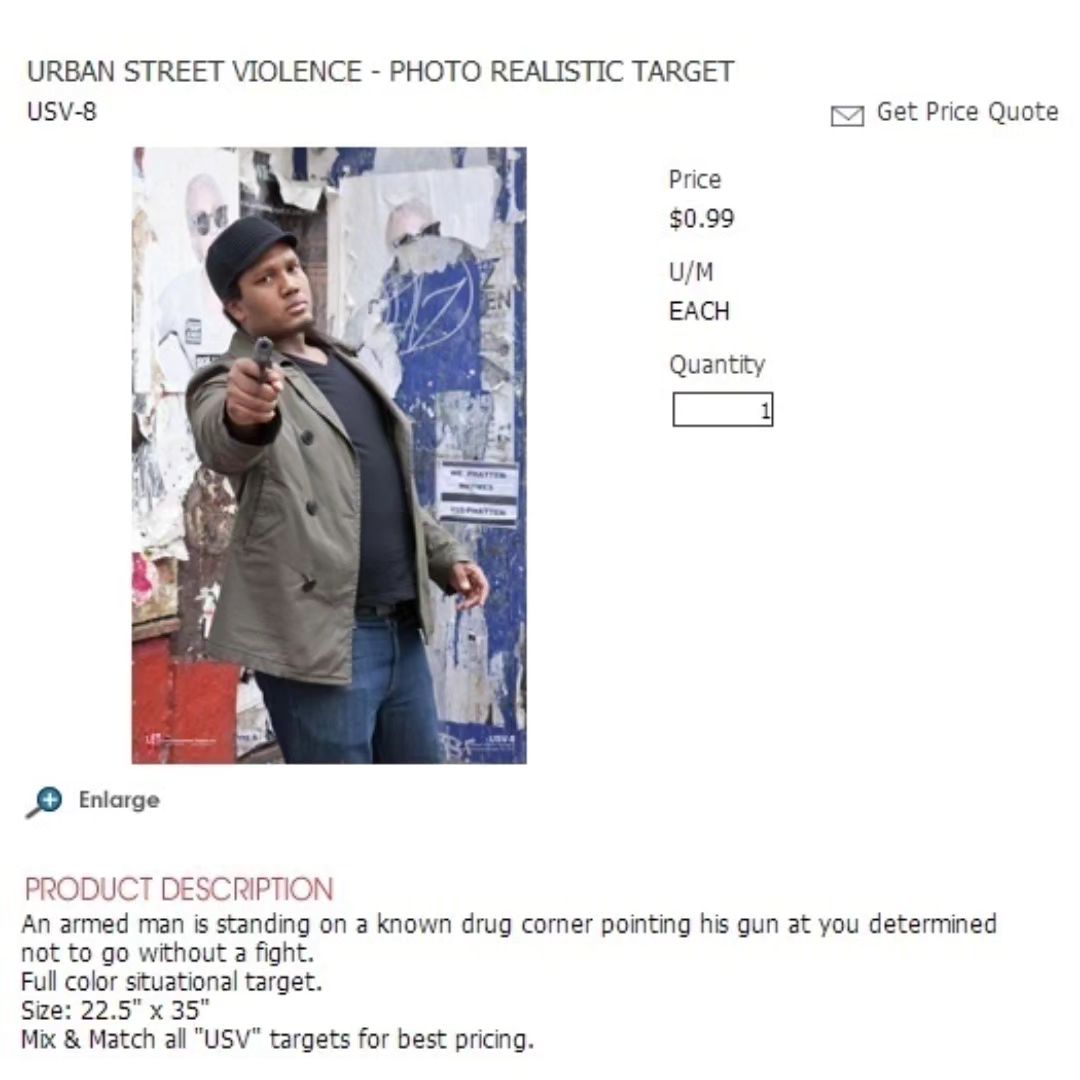 URBAN STREET VIOLENCE - PHOTO REALISTIC TARGET
USV-8
Get Price Quote
Price
$0.99
U/M
EACH
Quantity
1
USV-8
Enlarge
PRODUCT DESCRIPTION
An armed man is standing on a known drug corner pointing his gun at you determined
not to go without a fight.
Full color situational target.
Size: 22.5" x 35"
Mix & Match all "USV" targets for best pricing.